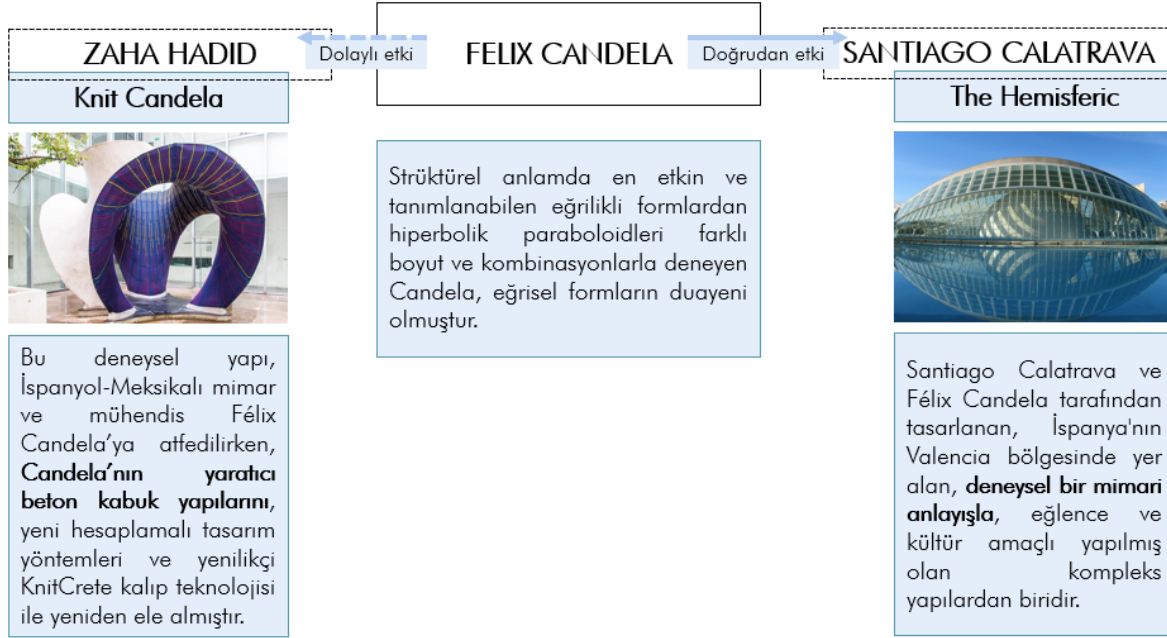 ZAHA HADID
Dolaylı etki
FELIX CANDELA
Doğrudan etki
SANTIAGO CALATRAVA
Knit Candela
Bu deneysel yapı,
İspanyol-Meksikalı mimar
ve mühendis Félix
Candela’ya atfedilirken,
Candela’nın yaratıcı
beton kabuk yapılarını,
yeni hesaplamalı tasarım
yöntemleri ve yenilikçi
KnitCrete kalıp teknolojisi
ile yeniden ele almıştır.
Strüktürel anlamda en etkin ve
tanımlanabilen eğrilikli formlardan
hiperbolik paraboloidleri farklı
boyut ve kombinasyonlarla deneyen
Candela, eğrisel formların duayeni
olmuştur.
The Hemisferic
Santiago Calatrava ve
Félix Candela tarafından
tasarlanan, İspanya'nın
Valencia bölgesinde yer
alan, deneysel bir mimari
anlayışla, eğlence ve
kültür amaçlı yapılmış
olan kompleks
yapılardan biridir.